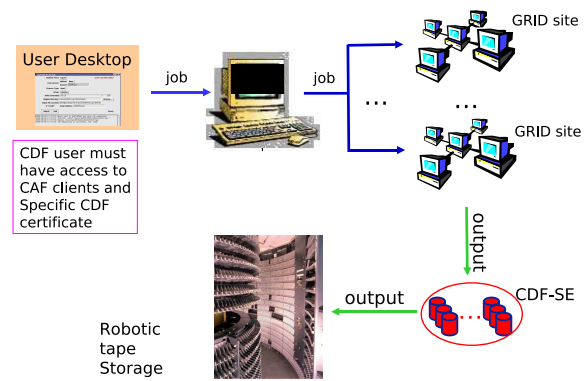 User Desktop
job
job
GRID site
...
...
GRID site
CDF user must
have access to
CAF clients and
Specific CDF
certificate
output
CDF-SE
...
output
Robotic
tape
Storage